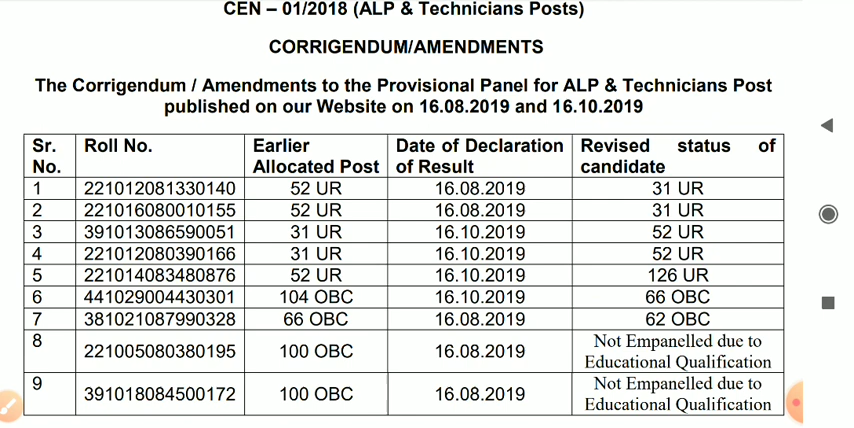 CEN – 01/2018 (ALP & Technicians Posts)
CORRIGENDUM/AMENDMENTS
The Corrigendum / Amendments to the Provisional Panel for ALP & Technicians Post
published on our Website on 16.08.2019 and 16.10.2019
Sr. No. Roll No. Earlier Allocated Post Date of Declaration of Result Revised status of candidate
1 221012081330140 52 UR 16.08.2019 31 UR
2 221016080010155 52 UR 16.08.2019 31 UR
3 391013086590051 31 UR 16.10.2019 52 UR
4 221012080390166 31 UR 16.10.2019 52 UR
5 221014083480876 52 UR 16.10.2019 126 UR
6 441029004430301 104 OBC 16.10.2019 66 OBC
7 381021087990328 66 OBC 16.08.2019 62 OBC
8 221005080380195 100 OBC 16.08.2019 Not Empanelled due to Educational Qualification
9 391018084500172 100 OBC 16.08.2019 Not Empanelled due to Educational Qualification